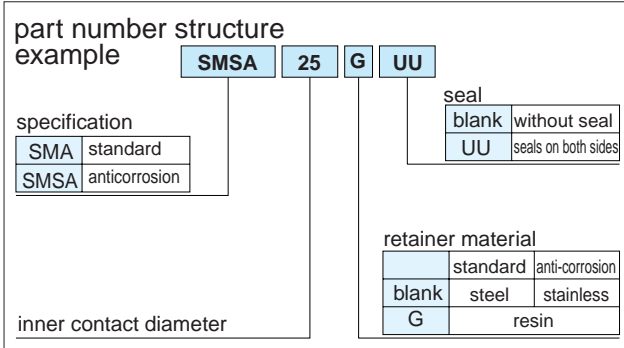 part number structure
example
SMSA 25 G UU
seal
blank without seal
UU seals on both sides
specification
SMA standard
SMSA anticorrosion
retainer material
standard anti-corrosion
blank steel stainless
G resin
inner contact diameter